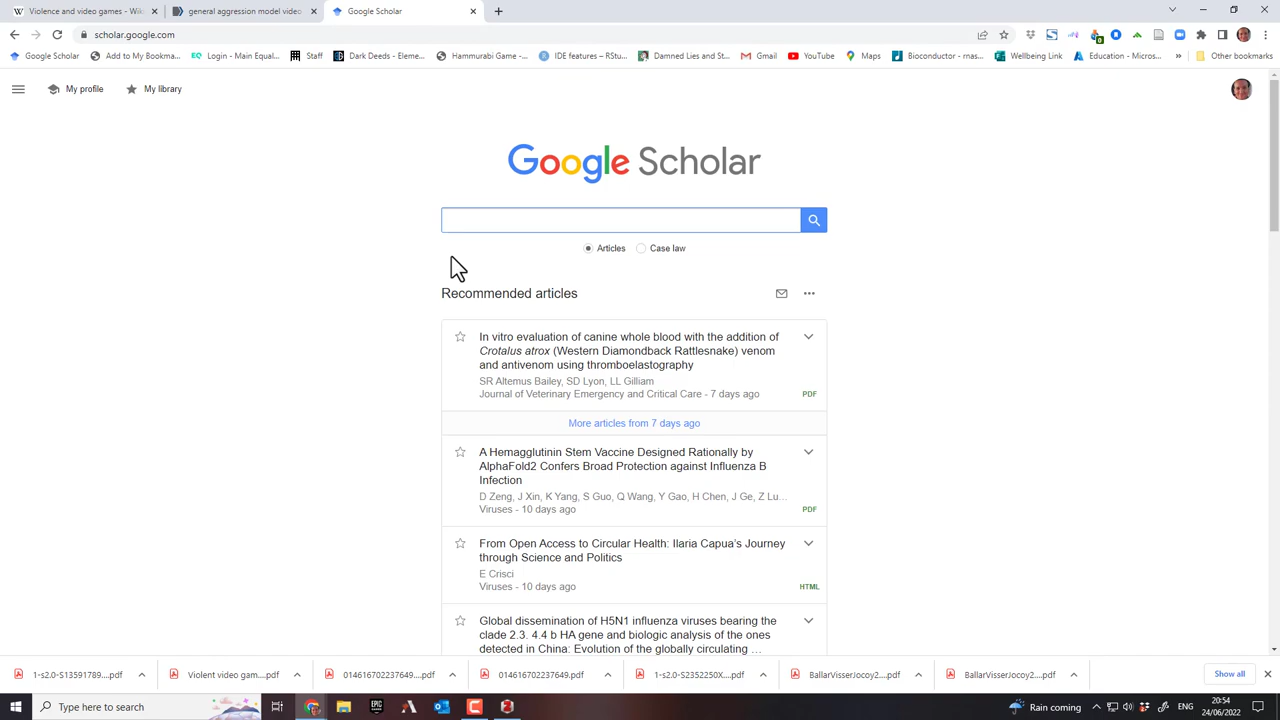 Violence and video games - Wiki
general aggression model video
Google Scholar
scholar.google.com
Google Scholar
Add to My Bookma...
Login - Main Equal...
Staff
Dark Deeds - Eleme...
Hammurabi Game -...
IDE features – RStu...
Damned Lies and St...
Gmail
YouTube
Maps
Bioconductor - rnas...
Wellbeing Link
Education - Micros...
Other bookmarks
My profile
My library
Google Scholar
Articles
Case law
Recommended articles
In vitro evaluation of canine whole blood with the addition of
Crotalus atrox (Western Diamondback Rattlesnake) venom
and antivenom using thromboelastography
SR Altemus Bailey, SD Lyon, LL Gilliam
Journal of Veterinary Emergency and Critical Care - 7 days ago
PDF
More articles from 7 days ago
A Hemagglutinin Stem Vaccine Designed Rationally by
AlphaFold2 Confers Broad Protection against Influenza B
Infection
D Zeng, J Xin, K Yang, S Guo, Q Wang, Y Gao, H Chen, J Ge, Z Lu...
Viruses - 10 days ago
PDF
From Open Access to Circular Health: Ilaria Capua's Journey
through Science and Politics
E Crisci
Viruses - 10 days ago
HTML
Global dissemination of H5N1 influenza viruses bearing the
clade 2.3. 4.4 b HA gene and biologic analysis of the ones
detected in China: Evolution of the globally circulating …
1-s2.0-S13591789....pdf
Violent video gam....pdf
014616702237649....pdf
014616702237649.pdf
1-s2.0-S2352250X....pdf
BallarVisserJocoy2....pdf
BallarVisserJocoy2....pdf
Show all
Type here to search
EPIC
Raining now
ENG
20:54
24/06/2022